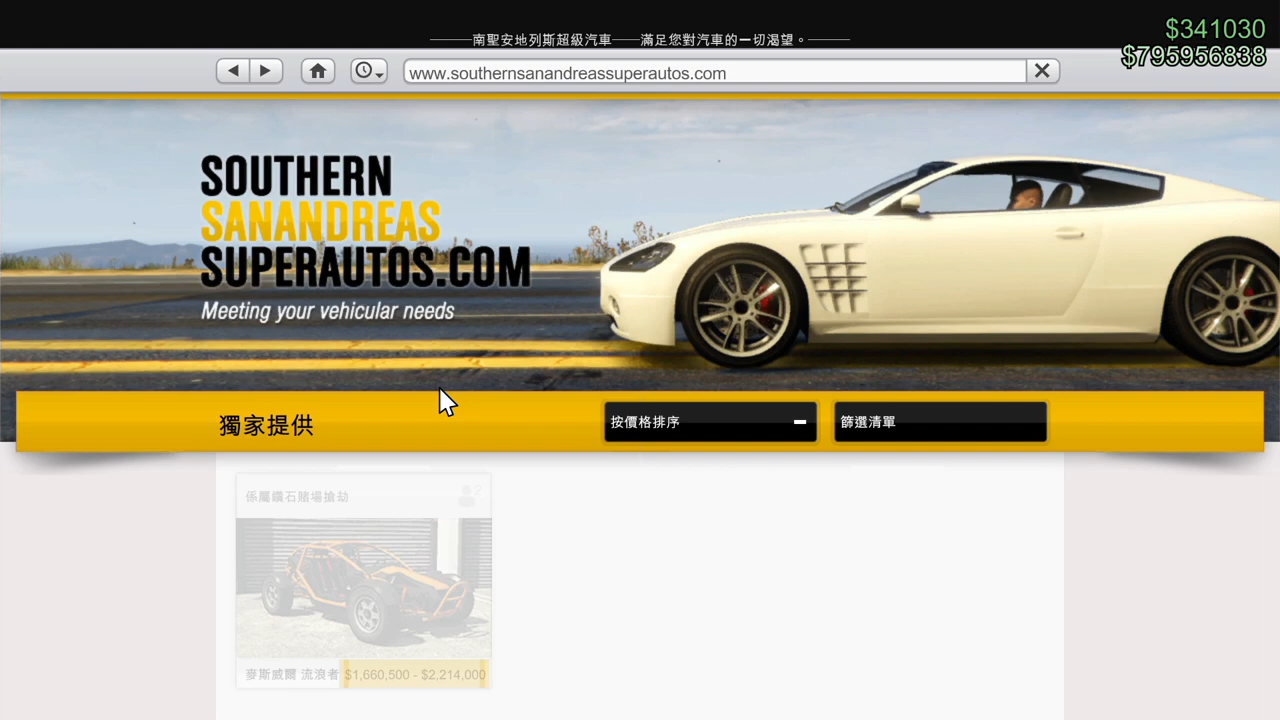 ———南聖安地列斯超級汽車——滿足您對汽車的一切渴望。———
$341030
$795956838
www.southernsanandreassuperautos.com
SOUTHERN
SANANDREAS
SUPERAUTOS.COM
Meeting your vehicular needs
獨家提供
按價格排序
篩選清單
係屬鑽石賭場搶劫
2
麥斯威爾 流浪者 $1,660,500 - $2,214,000